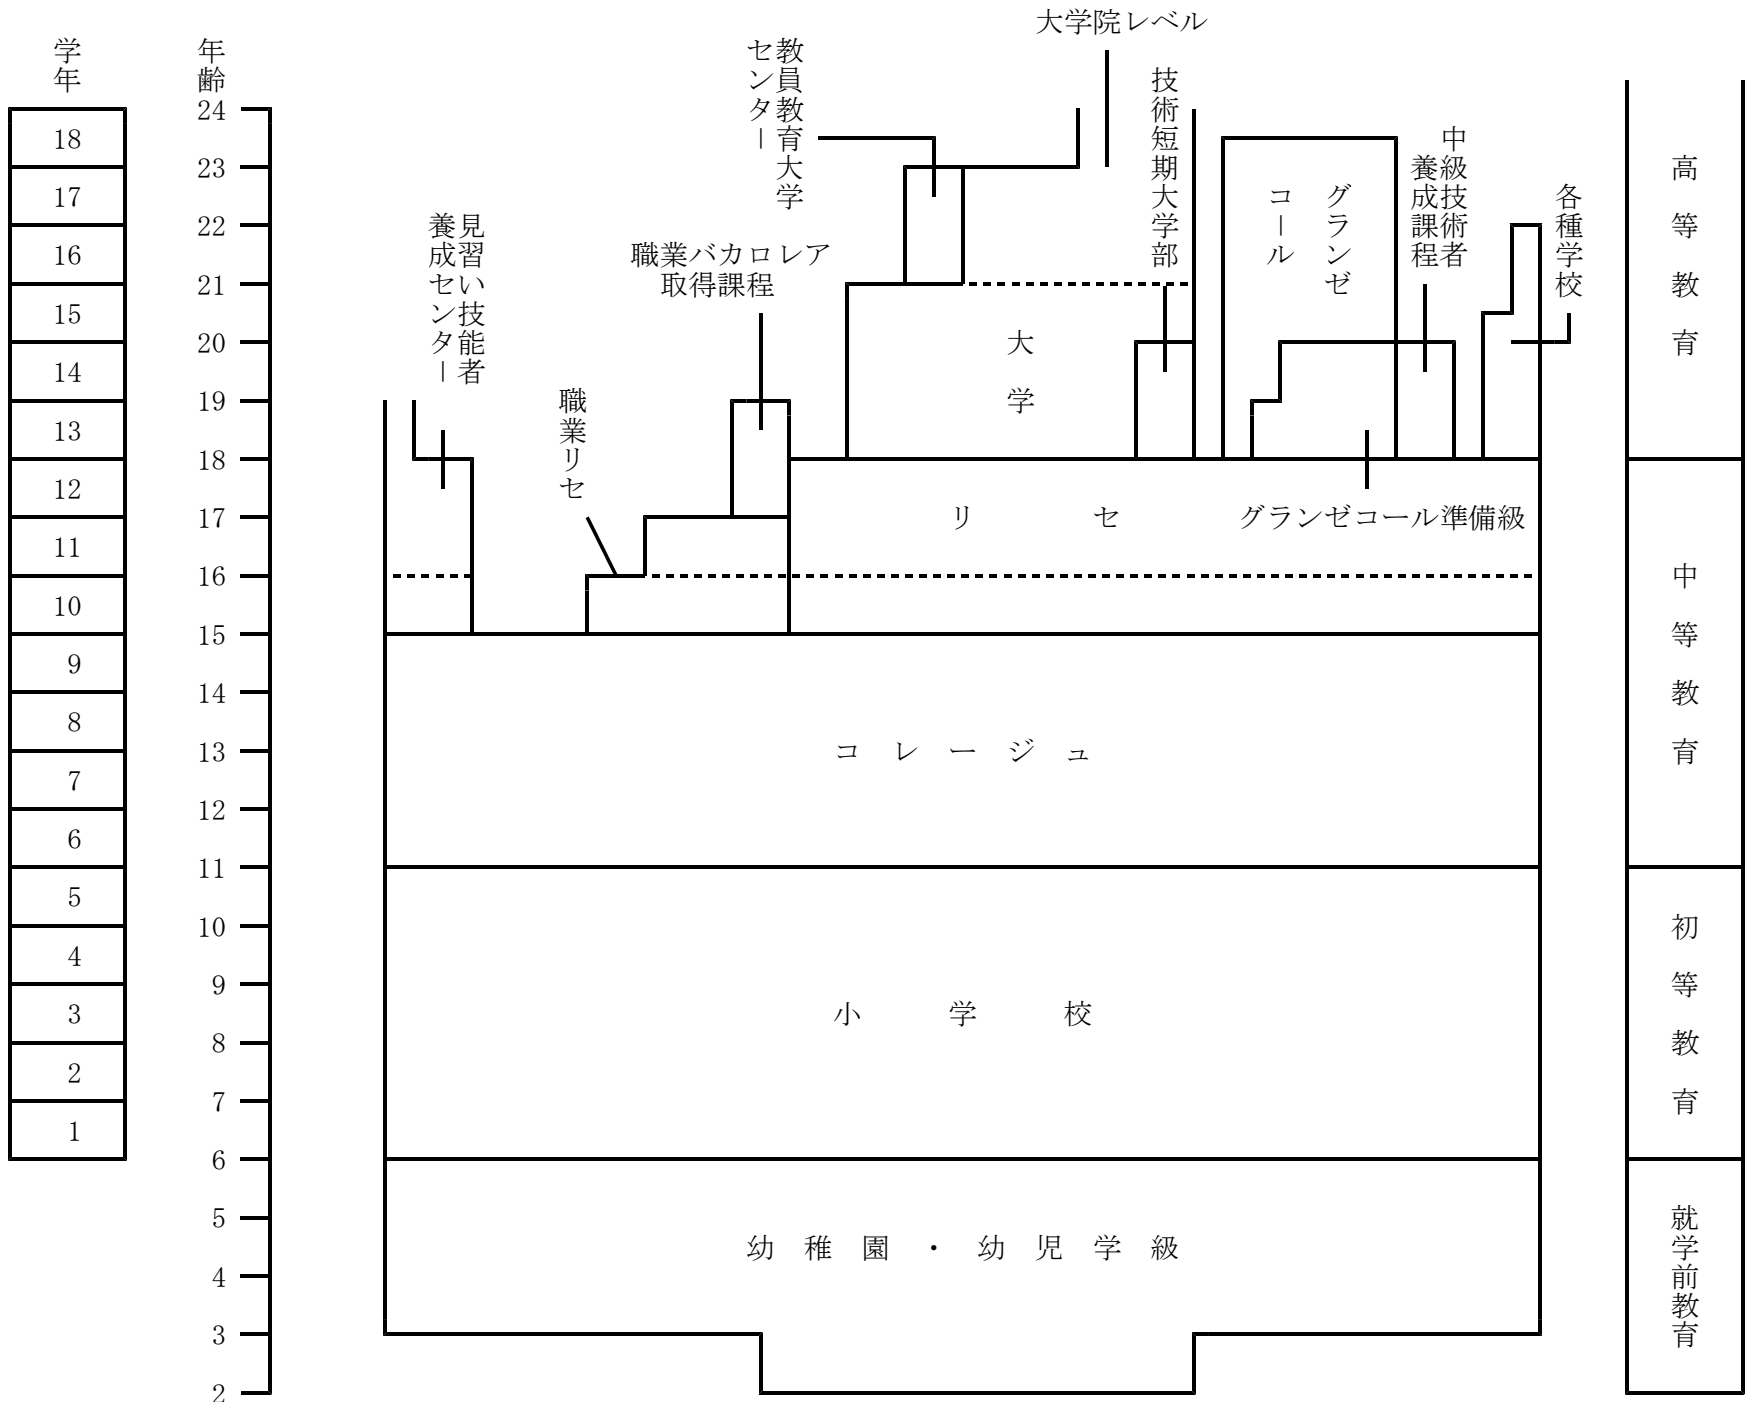 大学院レベル
学年
年齢
教員教育大学
センター
技術短期大学部
中級技術者
養成課程
各種学校
グランゼ
コール
見習い技能者
養成センター
職業バカロレア
取得課程
職業リセ
大学
リセ
グランゼコール準備級
コレージュ
小学校
幼稚園・幼児学級
高等教育
中等教育
初等教育
就学前教育
18
17
16
15
14
13
12
11
10
9
8
7
6
5
4
3
2
1
24
23
22
21
20
19
18
17
16
15
14
13
12
11
10
9
8
7
6
5
4
3
2